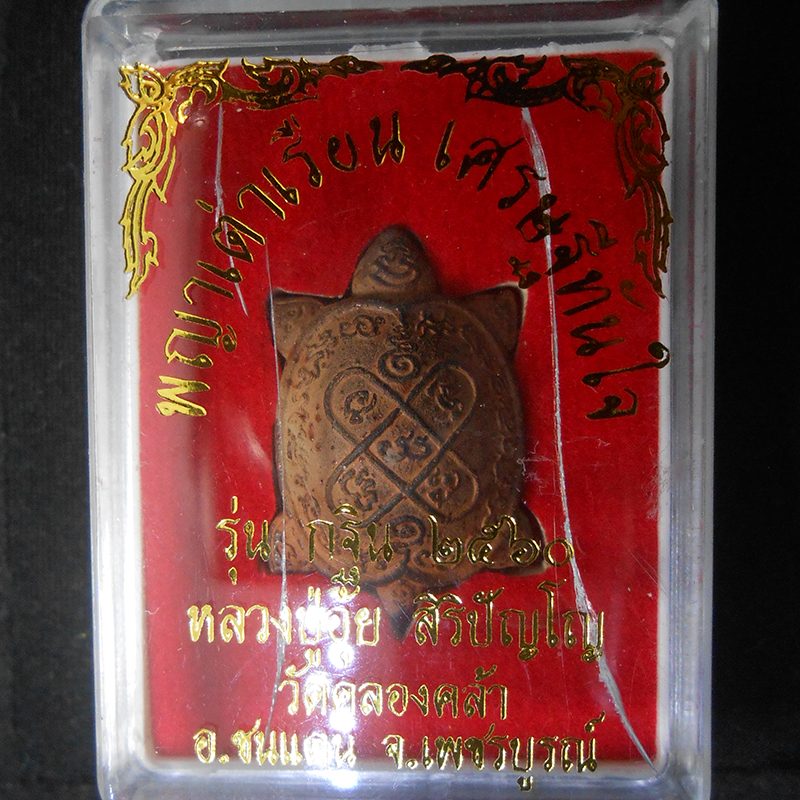 พญาเต่าเรือน เศรษฐีทันใจ
รุ่น กฐิน ๒๕๖๐
หลวงปู่อุ้ย สิริปัญโญ
วัดคลองคล้า
อ.ชนแดน จ.เพชรบูรณ์